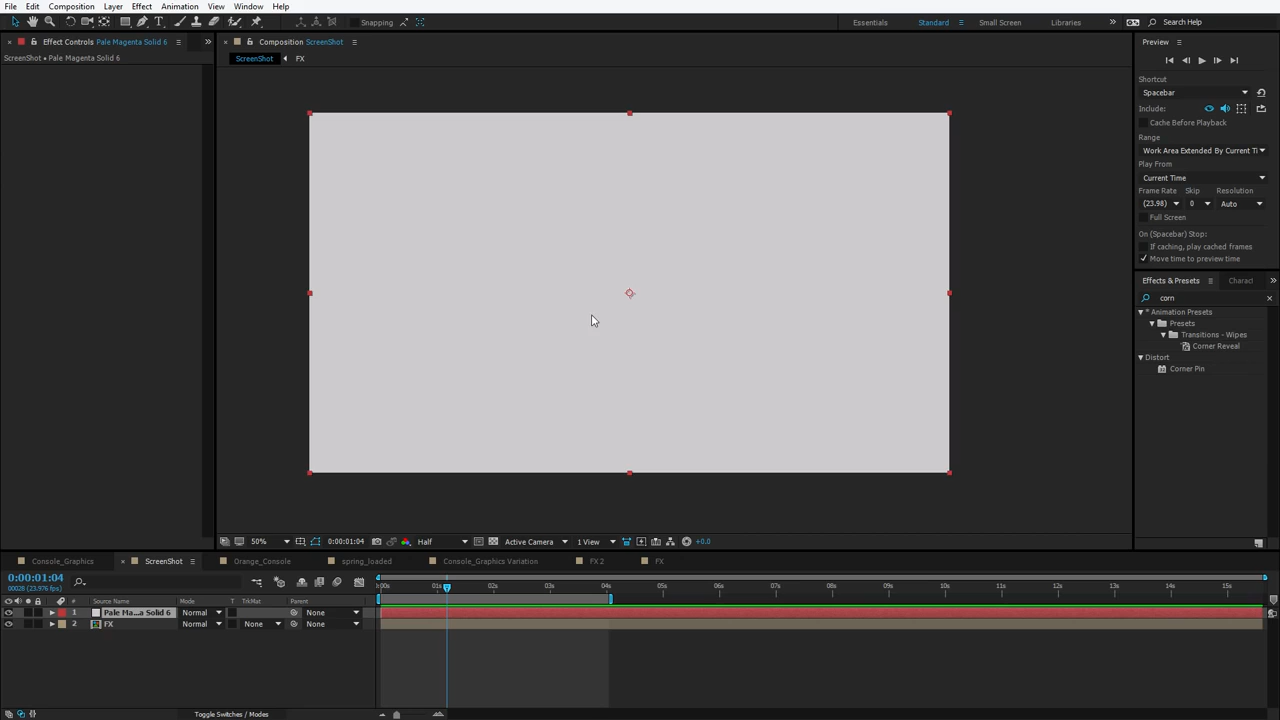 File Edit Composition Layer Effect Animation View Window Help
Snapping Essentials Standard Small Screen Libraries Search Help
Effect Controls Pale Magenta Solid 6
ScreenShot • Pale Magenta Solid 6
Composition ScreenShot
ScreenShot FX
Preview
Shortcut
Spacebar
Include:
Cache Before Playback
Range
Work Area Extended By Current Ti
Play From
Current Time
Frame Rate Skip Resolution
(23.98) 0 Auto
Full Screen
On (Spacebar) Stop:
If caching, play cached frames
Move time to preview time
Effects & Presets Charact
corn
* Animation Presets
Presets
Transitions - Wipes
Corner Reveal
Distort
Corner Pin
50% 0:00:01:04 Half Active Camera 1 View +0.0
Console_Graphics ScreenShot Orange_Console spring_loaded Console_Graphics Variation FX 2 FX
0:00:01:04
00028 (23.976 fps)
:00s 01s 02s 03s 04s 05s 06s 07s 08s 09s 10s 11s 12s 13s 14s 15s
# Source Name Mode T TrkMat Parent
1 Pale Ma...a Solid 6 Normal None
2 FX Normal None None
Toggle Switches / Modes